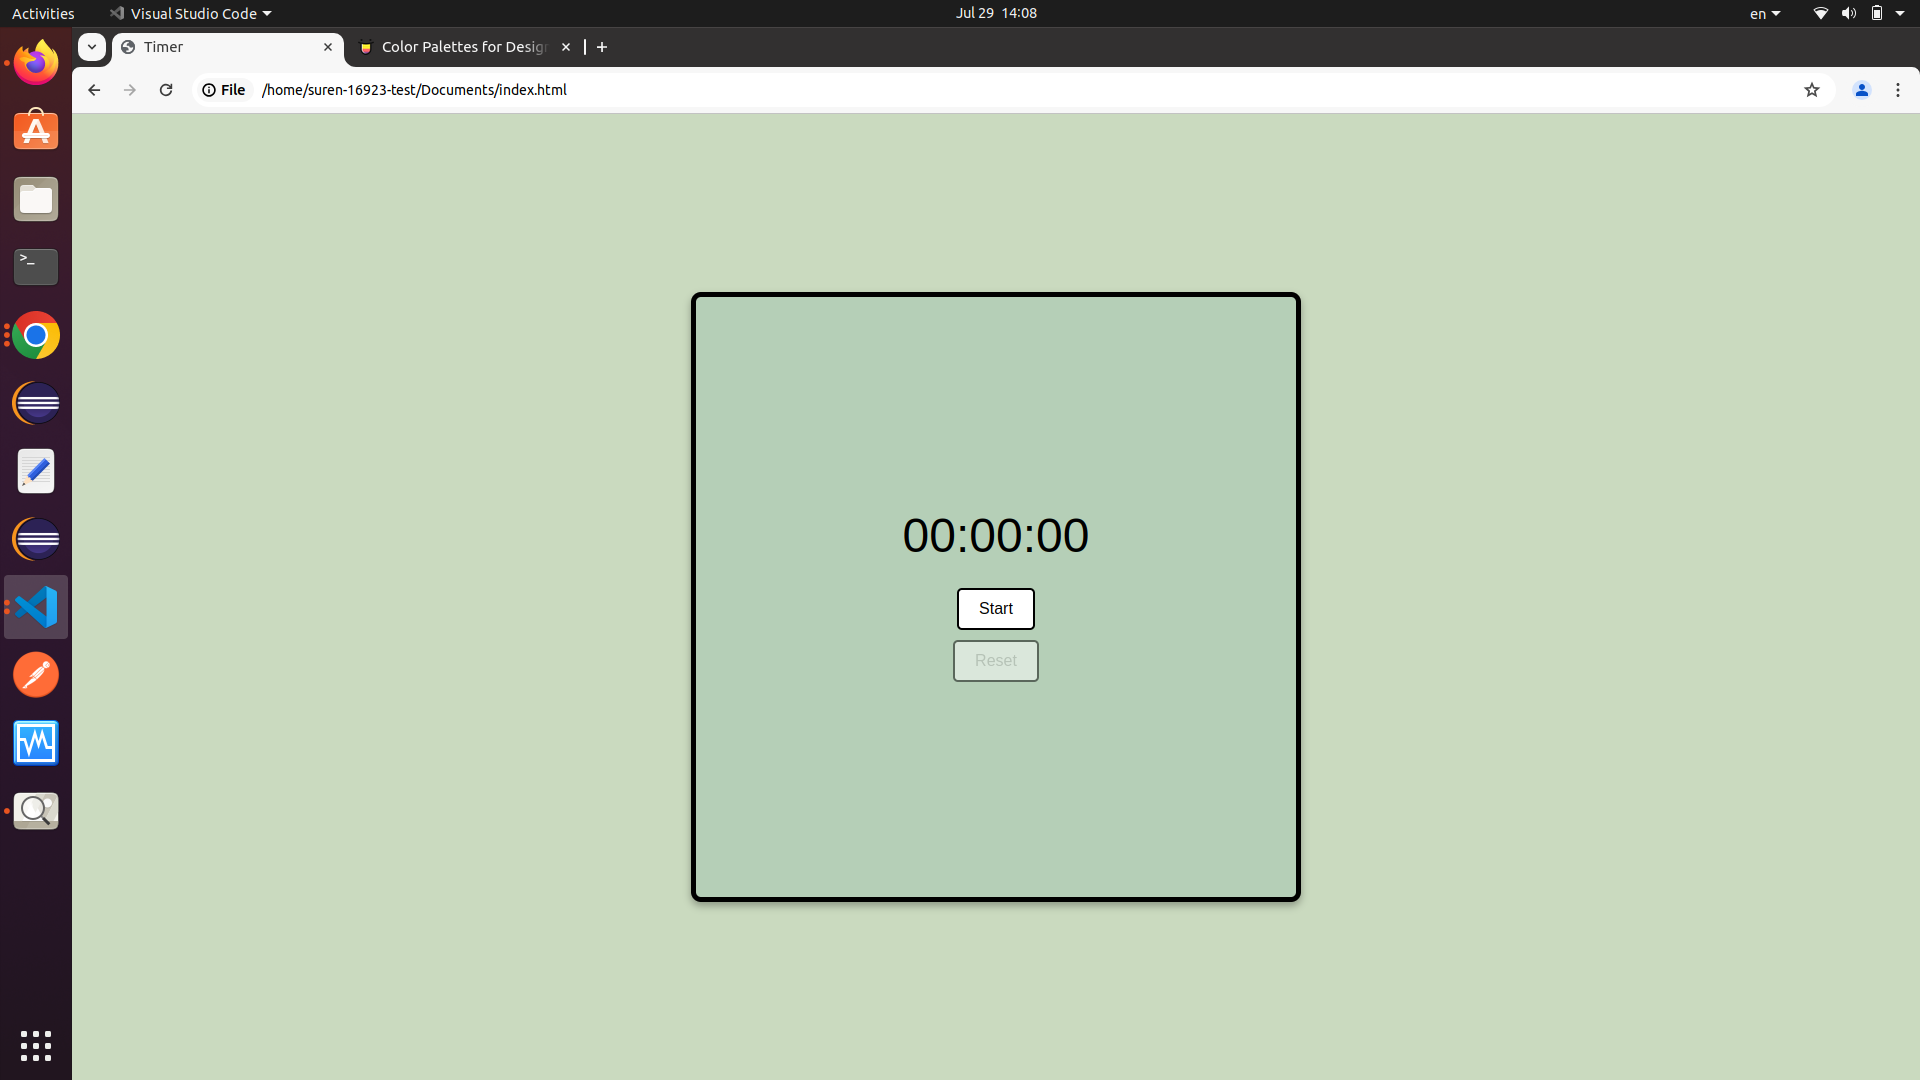 Activities
Visual Studio Code
Jul 29 14:08
en
Timer
Color Palettes for Desig
File
/home/suren-16923-test/Documents/index.html
>_
00:00:00
Start
Reset